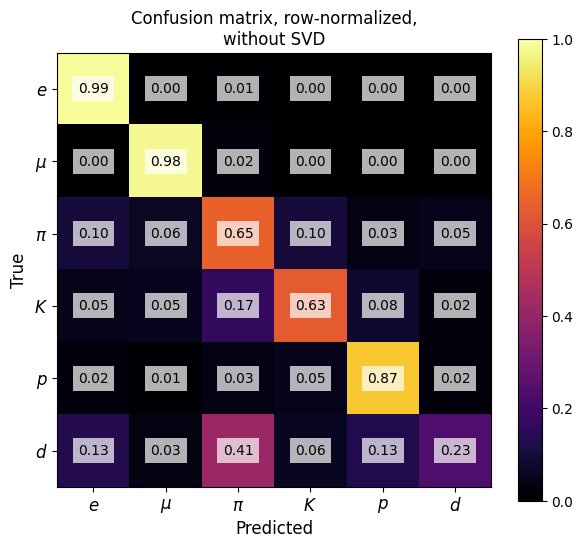 Confusion matrix, row-normalized,
without SVD
True
e 0.99 0.00 0.01 0.00 0.00 0.00
μ 0.00 0.98 0.02 0.00 0.00 0.00
π 0.10 0.06 0.65 0.10 0.03 0.05
K 0.05 0.05 0.17 0.63 0.08 0.02
p 0.02 0.01 0.03 0.05 0.87 0.02
d 0.13 0.03 0.41 0.06 0.13 0.23
e μ π K p d
Predicted
1.0
0.8
0.6
0.4
0.2
0.0